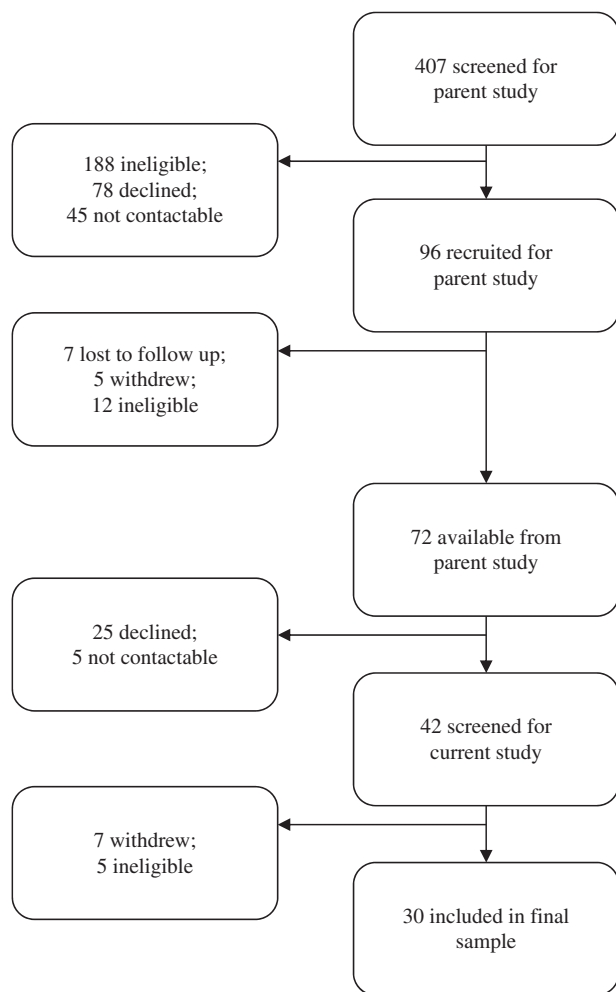 407 screened for
parent study
188 ineligible;
78 declined;
45 not contactable
96 recruited for
parent study
7 lost to follow up;
5 withdrew;
12 ineligible
72 available from
parent study
25 declined;
5 not contactable
42 screened for
current study
7 withdrew;
5 ineligible
30 included in final
sample